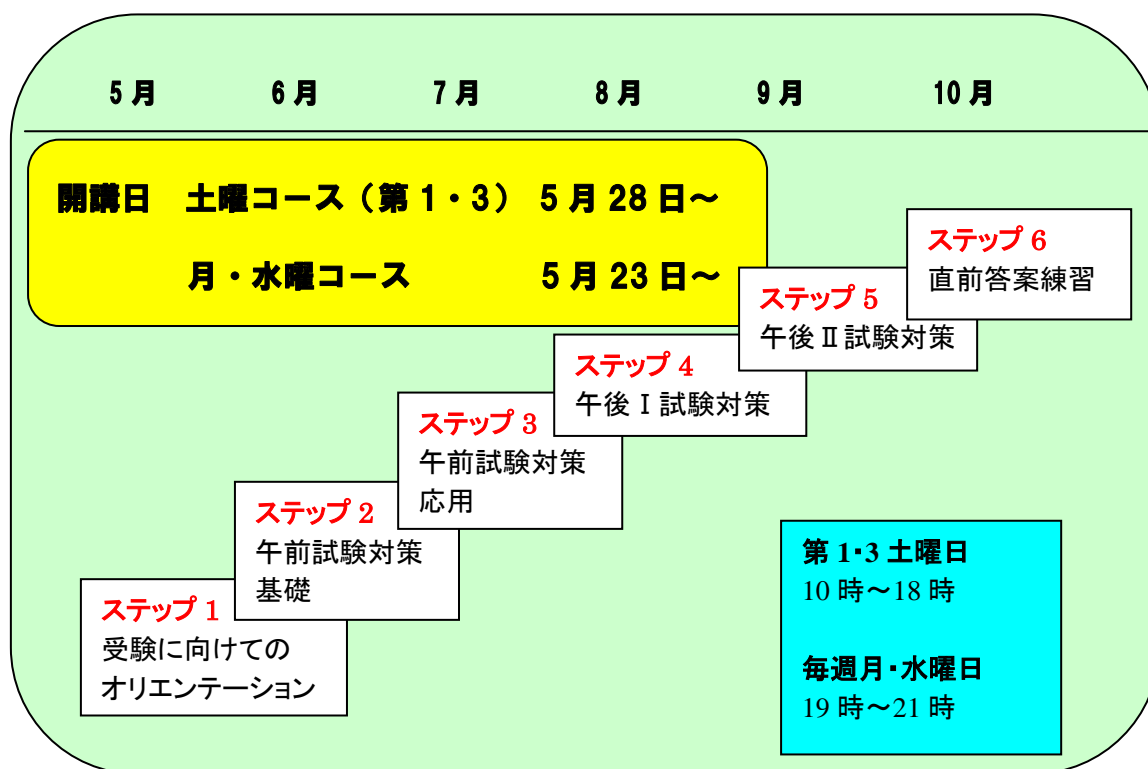 5月 6月 7月 8月 9月 10月
開講日 土曜コース（第1・3） 5月28日～
月・水曜コース 5月23日～
ステップ6
直前答案練習
ステップ5
午後Ⅱ試験対策
ステップ4
午後Ⅰ試験対策
ステップ3
午前試験対策
応用
ステップ2
午前試験対策
基礎
ステップ1
受験に向けての
オリエンテーション
第1・3土曜日
10時～18時
毎週月・水曜日
19時～21時